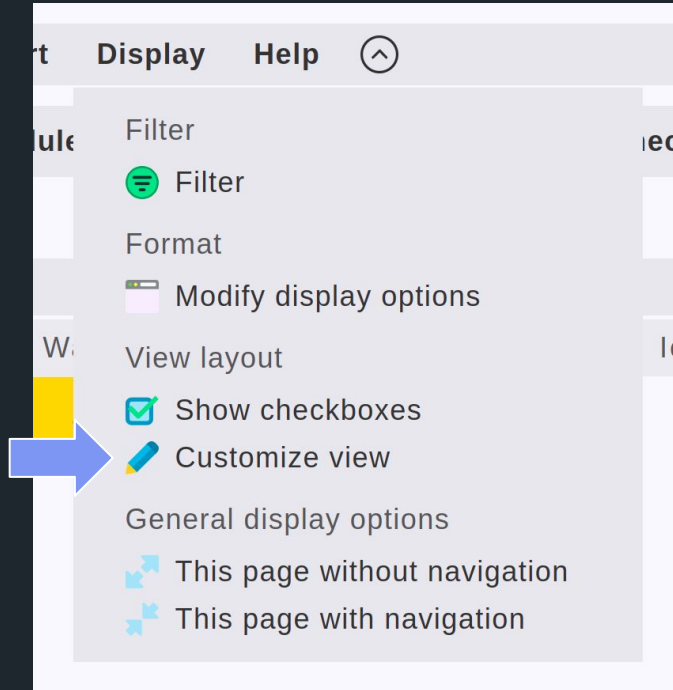 Display Help
Filter
Filter
Format
Modify display options
View layout
Show checkboxes
Customize view
General display options
This page without navigation
This page with navigation